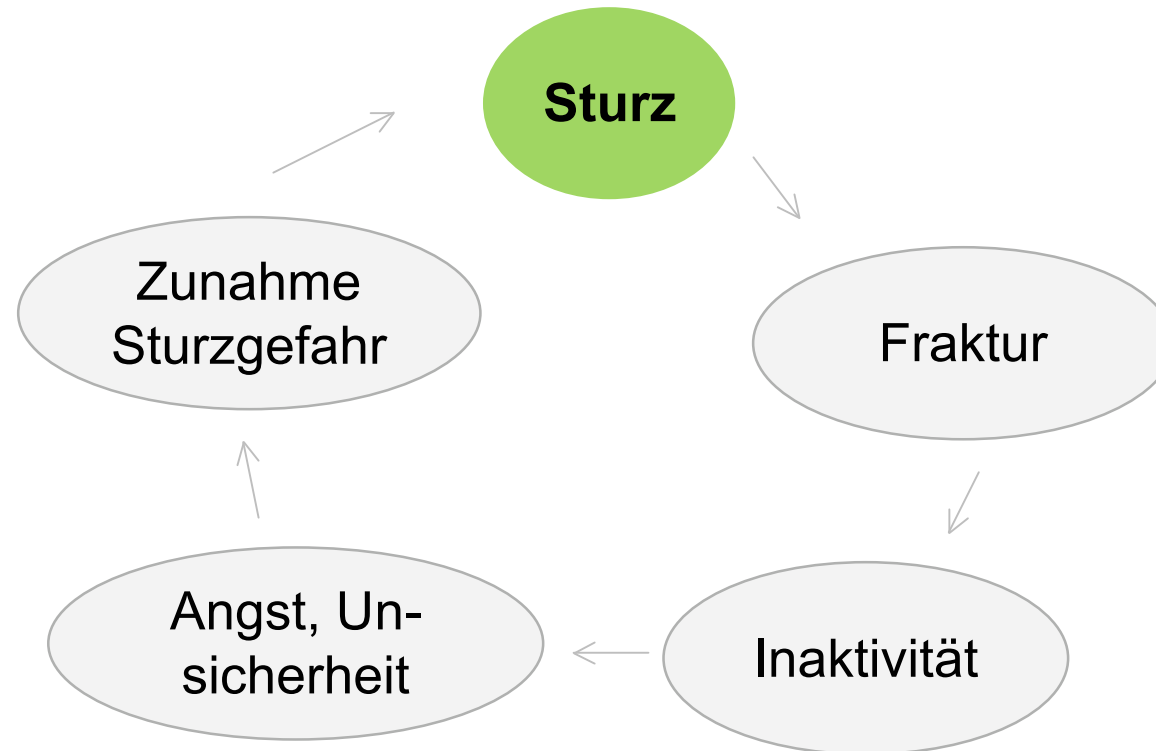 Sturz
Zunahme
Sturzgefahr
Fraktur
Angst, Un-
sicherheit
Inaktivität